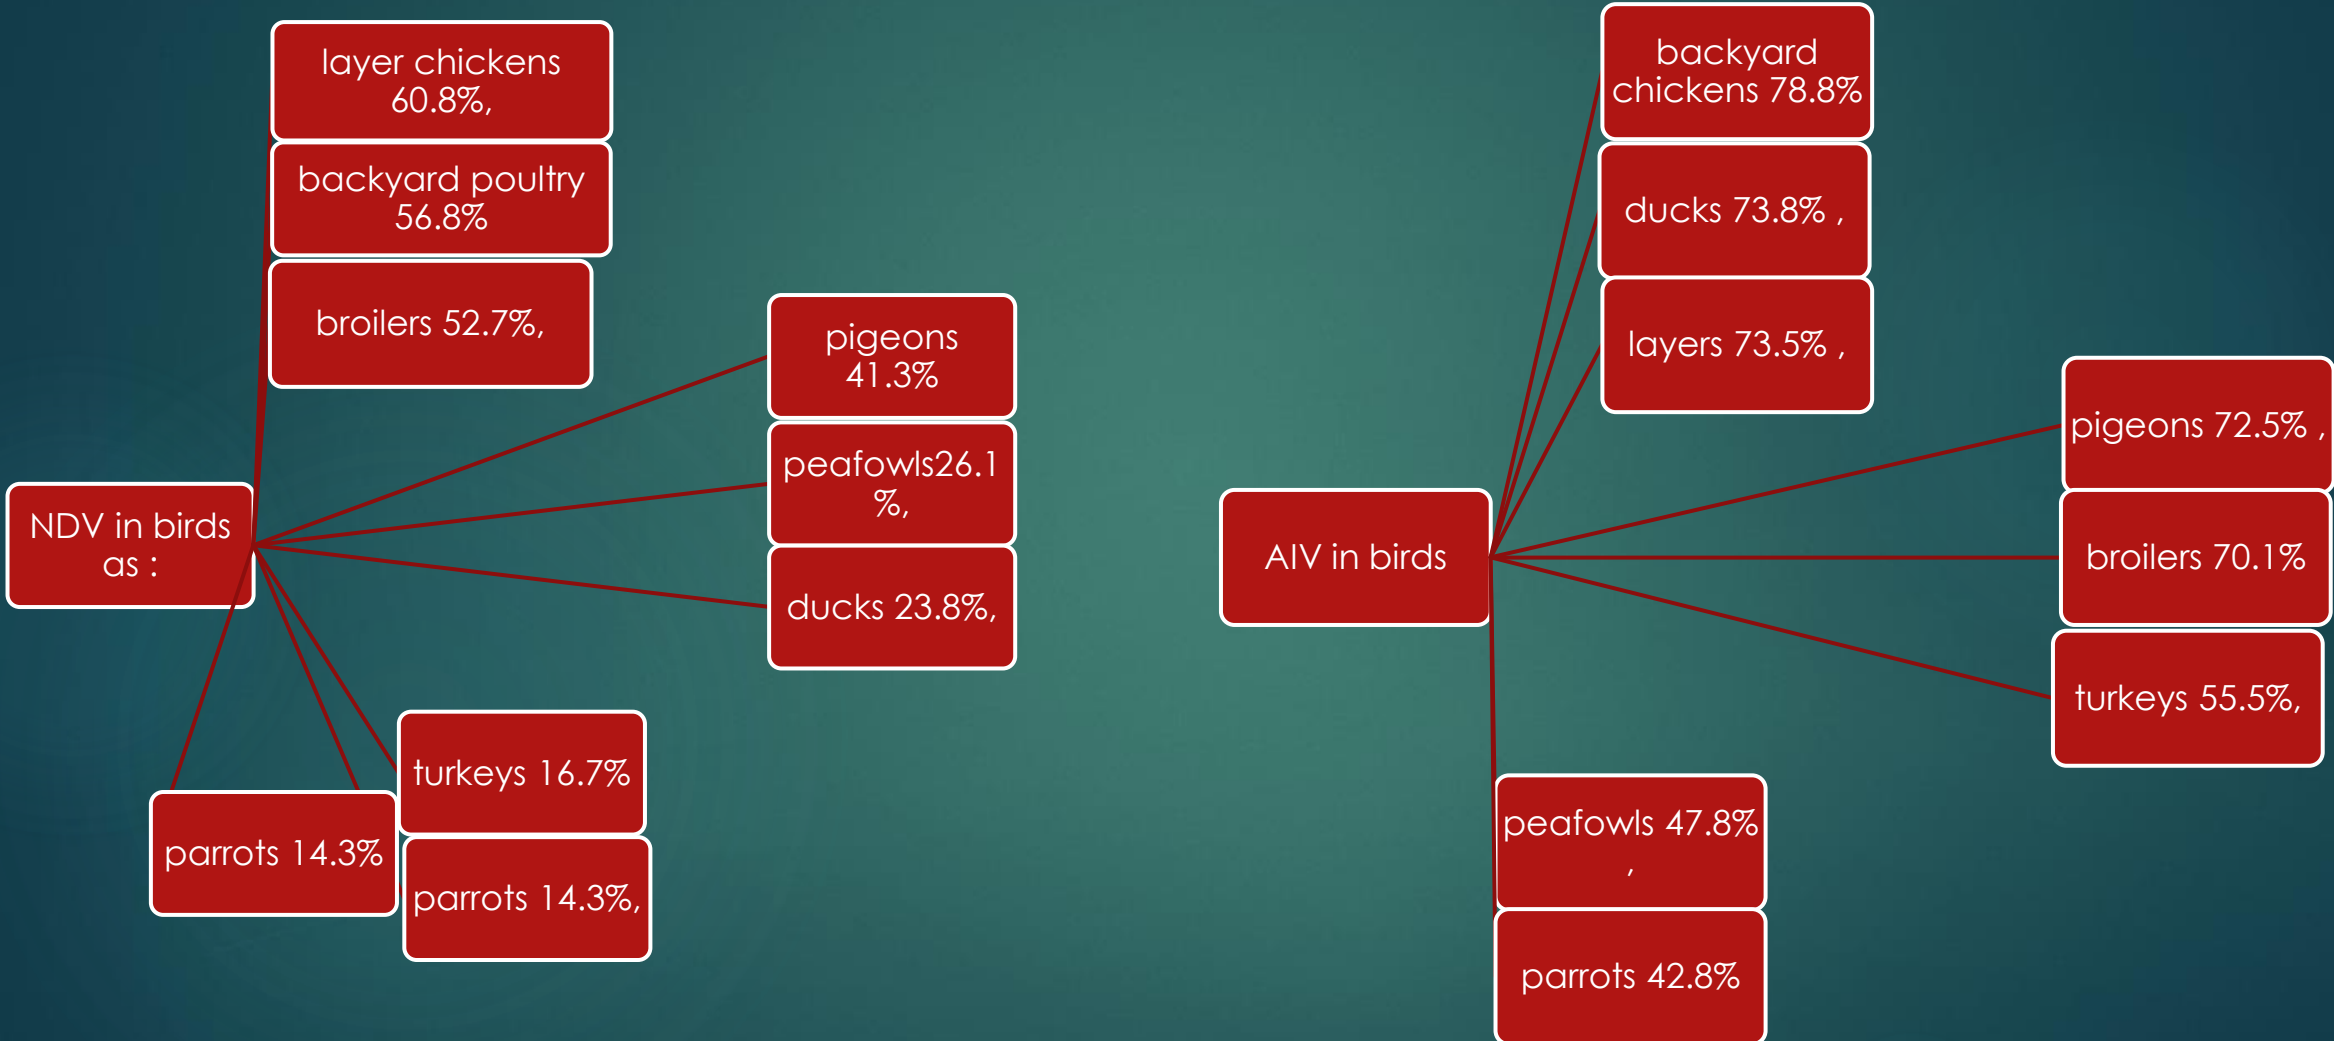 NDV in birds
as :
layer chickens
60.8%,
backyard poultry
56.8%
broilers 52.7%,
pigeons
41.3%
peafowls26.1
%,
ducks 23.8%,
turkeys 16.7%
parrots 14.3%,
parrots 14.3%
AIV in birds
backyard
chickens 78.8%
ducks 73.8% ,
layers 73.5% ,
pigeons 72.5% ,
broilers 70.1%
turkeys 55.5%,
peafowls 47.8%
,
parrots 42.8%